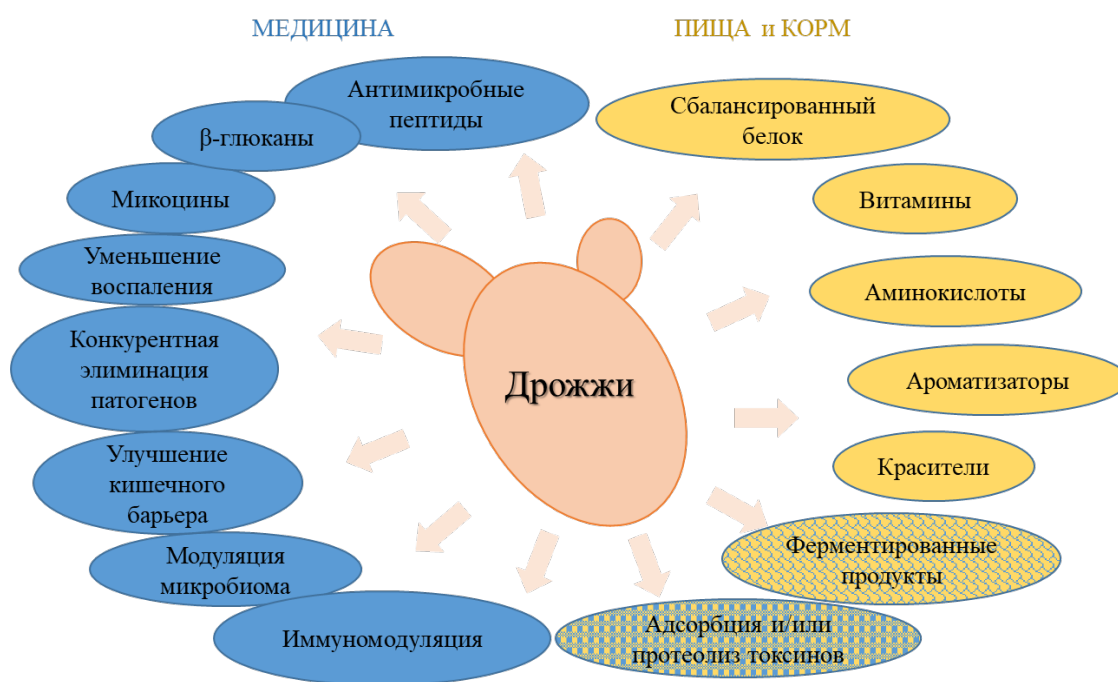 МЕДИЦИНА
ПИЩА и КОРМ
Антимикробные
пептиды
β-глюканы
Микоцины
Уменьшение
воспаления
Конкурентная
элиминация
патогенов
Улучшение
кишечного
барьера
Модуляция
микробиома
Иммуномодуляция
Дрожжи
Сбалансированный
белок
Витамины
Аминокислоты
Ароматизаторы
Красители
Ферментированные
продукты
Адсорбция и/или
протеолиз токсинов